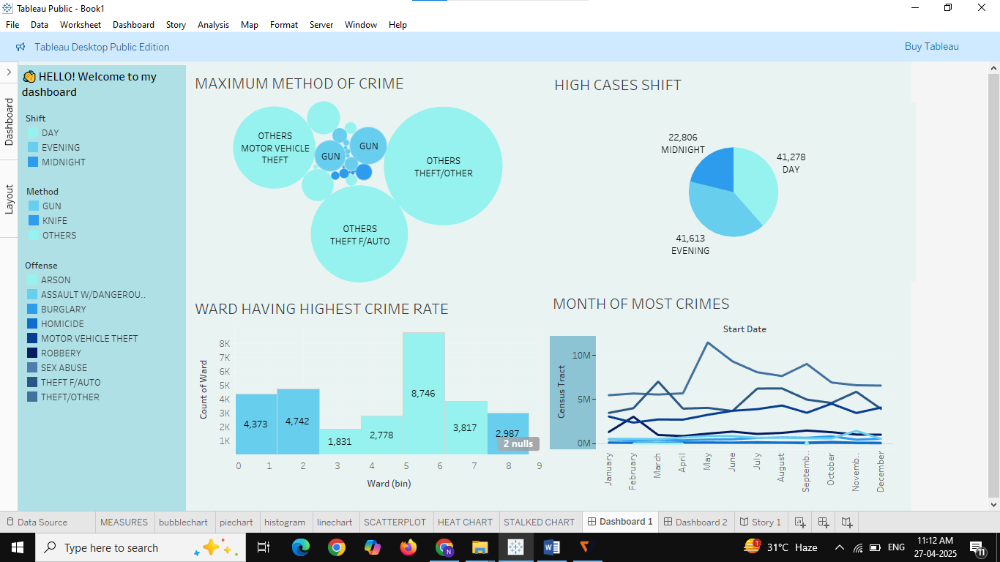 Tableau Public - Book1
File Data Worksheet Dashboard Story Analysis Map Format Server Window Help
Tableau Desktop Public Edition
Buy Tableau
Dashboard
Layout
HELLO! Welcome to my
dashboard
Shift
DAY
EVENING
MIDNIGHT
Method
GUN
KNIFE
OTHERS
Offense
ARSON
ASSAULT W/DANGEROU..
BURGLARY
HOMICIDE
MOTOR VEHICLE THEFT
ROBBERY
SEX ABUSE
THEFT F/AUTO
THEFT/OTHER
MAXIMUM METHOD OF CRIME
OTHERS
MOTOR VEHICLE
THEFT
GUN
GUN
OTHERS
THEFT/OTHER
OTHERS
THEFT F/AUTO
HIGH CASES SHIFT
22,806
MIDNIGHT
41,278
DAY
41,613
EVENING
WARD HAVING HIGHEST CRIME RATE
Count of Ward
8K
7K
6K
5K
4K
3K
2K
1K
4,373
4,742
1,831
2,778
8,746
3,817
2,987
2 nulls
0 1 2 3 4 5 6 7 8 9
Ward (bin)
MONTH OF MOST CRIMES
Start Date
Census Tract
10M
5M
0M
January
February
March
April
May
June
July
August
Septemb..
October
Novemb..
December
Data Source MEASURES bubblechart piechart histogram linechart SCATTERPLOT HEAT CHART STALKED CHART Dashboard 1 Dashboard 2 Story 1
Type here to search
N
W
1
31°C Haze
ENG
11:12 AM
27-04-2025
11